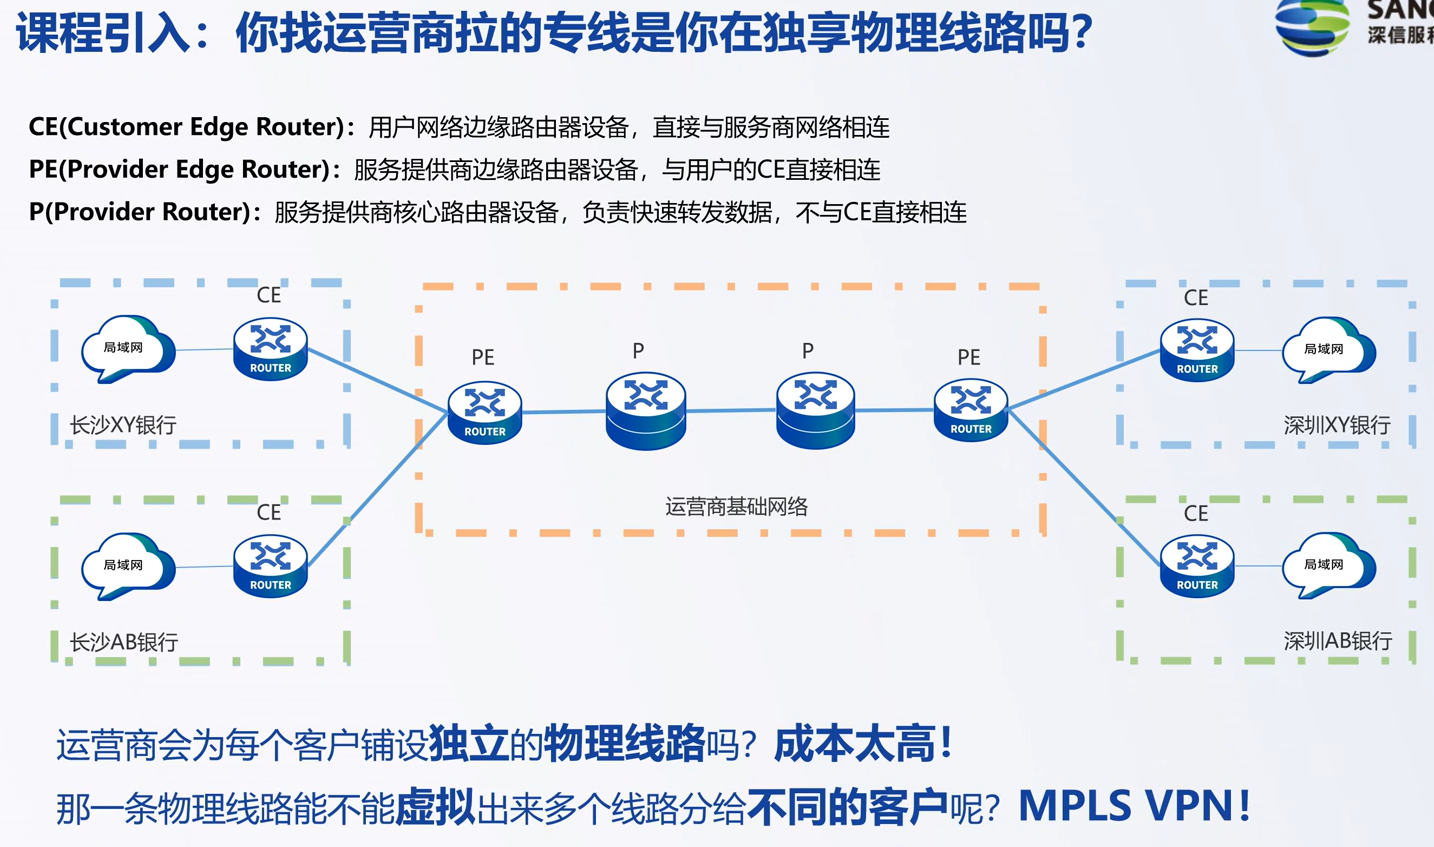 课程引入：你找运营商拉的专线是你在独享物理线路吗？
SANG
深信服科
CE(Customer Edge Router)：用户网络边缘路由器设备，直接与服务商网络相连
PE(Provider Edge Router)：服务提供商边缘路由器设备，与用户的CE直接相连
P(Provider Router)：服务提供商核心路由器设备，负责快速转发数据，不与CE直接相连
CE
CE
局域网
ROUTER
PE
P
P
PE
ROUTER
局域网
长沙XY银行
ROUTER
ROUTER
深圳XY银行
运营商基础网络
CE
CE
局域网
ROUTER
ROUTER
局域网
长沙AB银行
深圳AB银行
运营商会为每个客户铺设独立的物理线路吗？成本太高！
那一条物理线路能不能虚拟出来多个线路分给不同的客户呢？MPLS VPN！